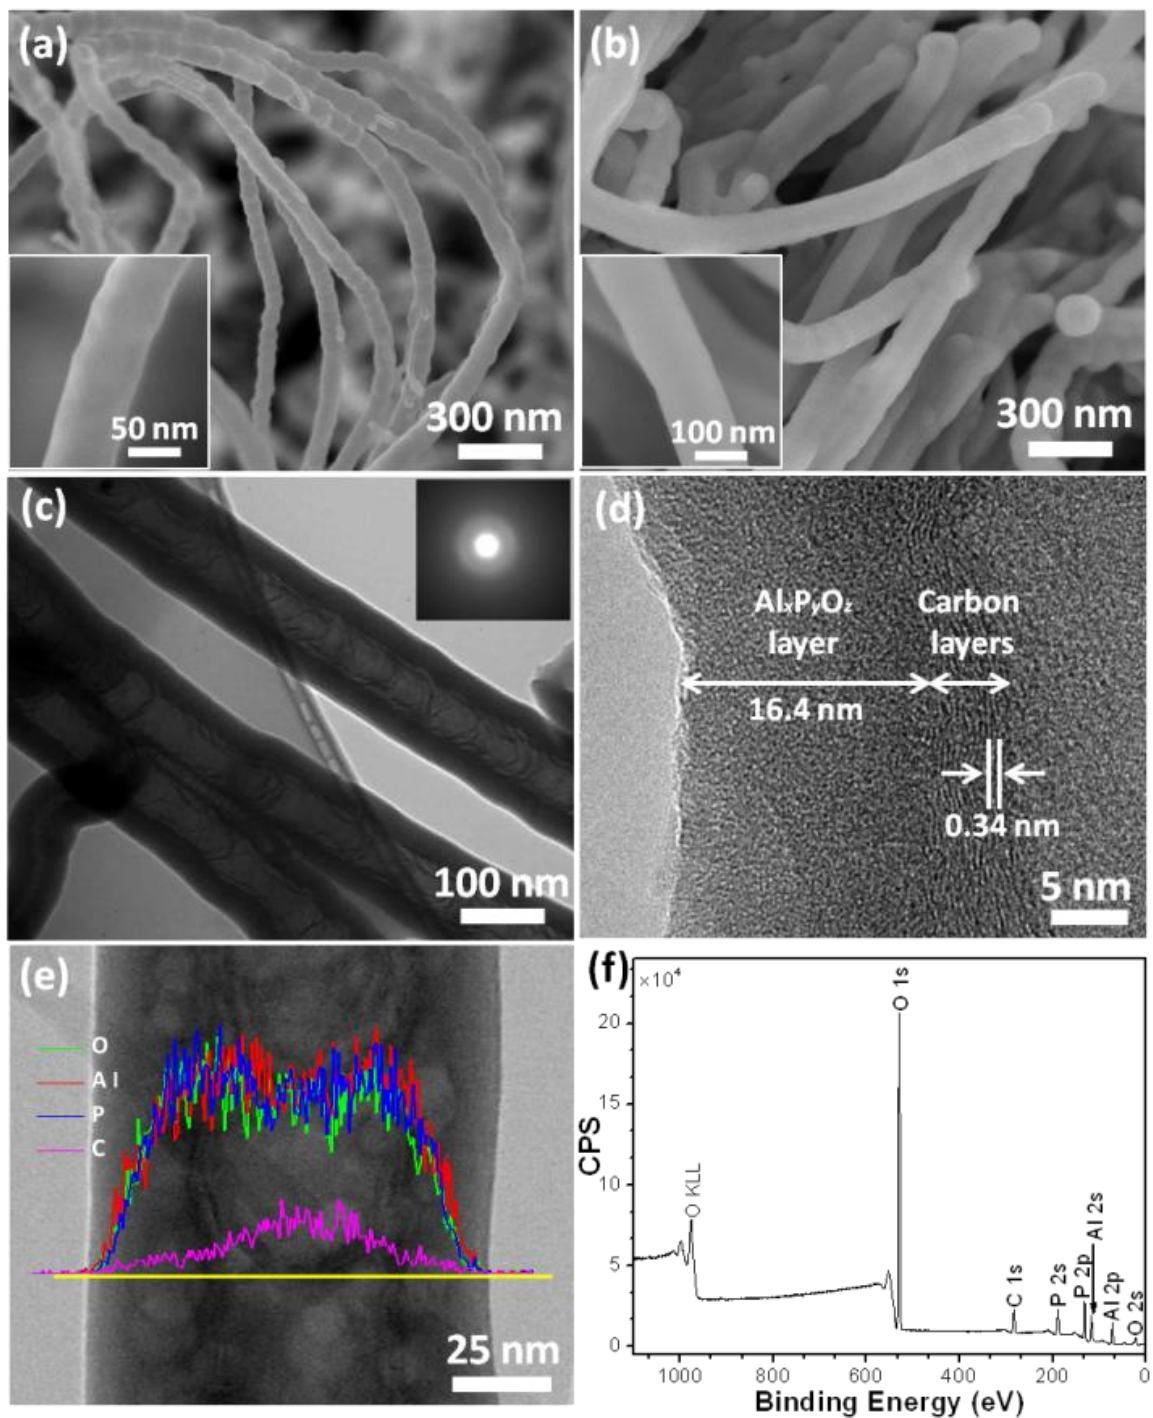 (a)
50 nm
300 nm
(b)
100 nm
300 nm
(c)
100 nm
(d)
AlxPyOz Carbon
layer layers
16.4 nm
0.34 nm
5 nm
(e)
O
Al
P
C
25 nm
(f)
×10⁴
CPS
20
15
10
5
0
O KLL
O 1s
C 1s
P 2s
P 2p
Al 2s
Al 2p
O 2s
1000 800 600 400 200 0
Binding Energy (eV)